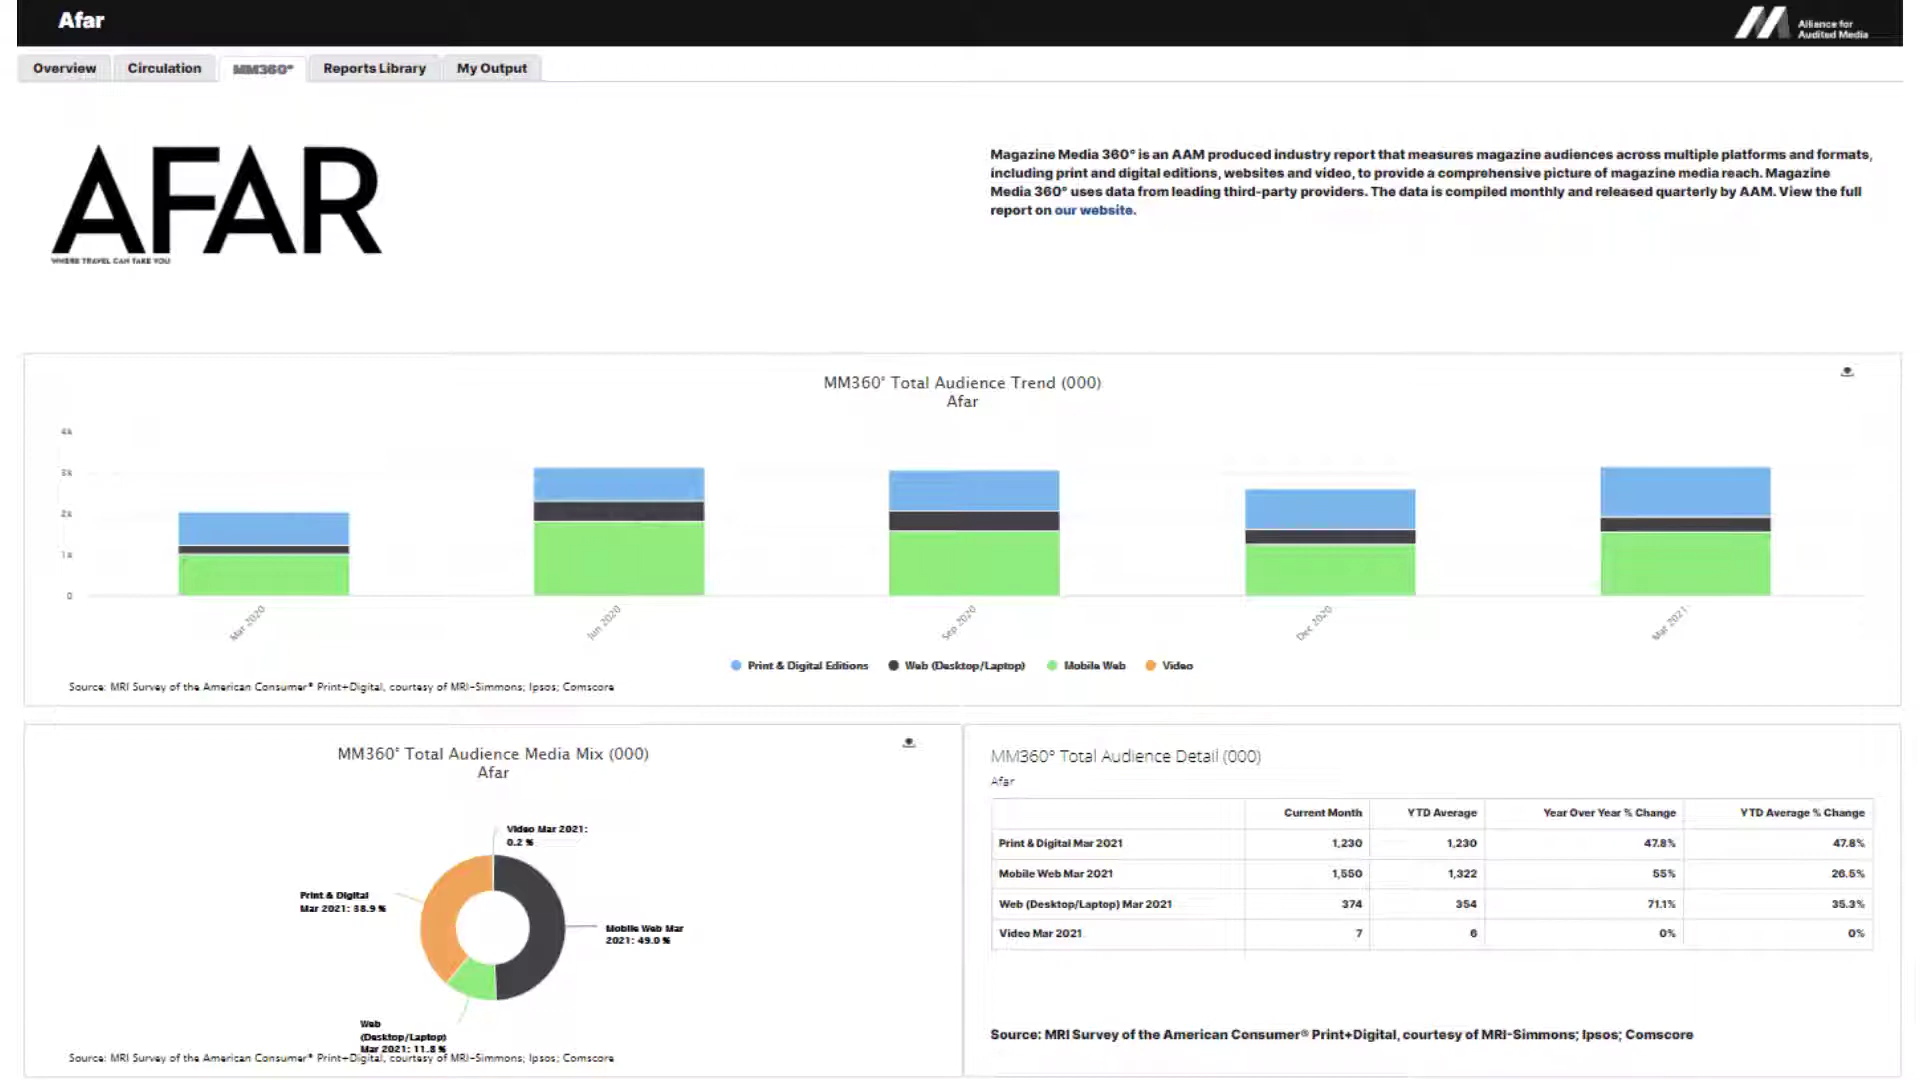 Afar
Alliance for
Audited Media
Overview Circulation MM360° Reports Library My Output
AFAR
WHERE TRAVEL CAN TAKE YOU
Magazine Media 360° is an AAM produced industry report that measures magazine audiences across multiple platforms and formats,
including print and digital editions, websites and video, to provide a comprehensive picture of magazine media reach. Magazine
Media 360° uses data from leading third-party providers. The data is compiled monthly and released quarterly by AAM. View the full
report on our website.
MM360° Total Audience Trend (000)
Afar
4k
3k
2k
1k
0
Mar 2020 Jun 2020 Sep 2020 Dec 2020 Mar 2021
Print & Digital Editions Web (Desktop/Laptop) Mobile Web Video
Source: MRI Survey of the American Consumer® Print+Digital, courtesy of MRI-Simmons; Ipsos; Comscore
MM360° Total Audience Media Mix (000)
Afar
Video Mar 2021:
0.2 %
Print & Digital
Mar 2021: 38.9 %
Mobile Web Mar
2021: 49.0 %
Web
(Desktop/Laptop)
Mar 2021: 11.8 %
Source: MRI Survey of the American Consumer® Print+Digital, courtesy of MRI-Simmons; Ipsos; Comscore
MM360° Total Audience Detail (000)
Afar
Current Month YTD Average Year Over Year % Change YTD Average % Change
Print & Digital Mar 2021 1,230 1,230 47.8% 47.8%
Mobile Web Mar 2021 1,550 1,322 55% 26.5%
Web (Desktop/Laptop) Mar 2021 374 354 71.1% 35.3%
Video Mar 2021 7 6 0% 0%
Source: MRI Survey of the American Consumer® Print+Digital, courtesy of MRI-Simmons; Ipsos; Comscore